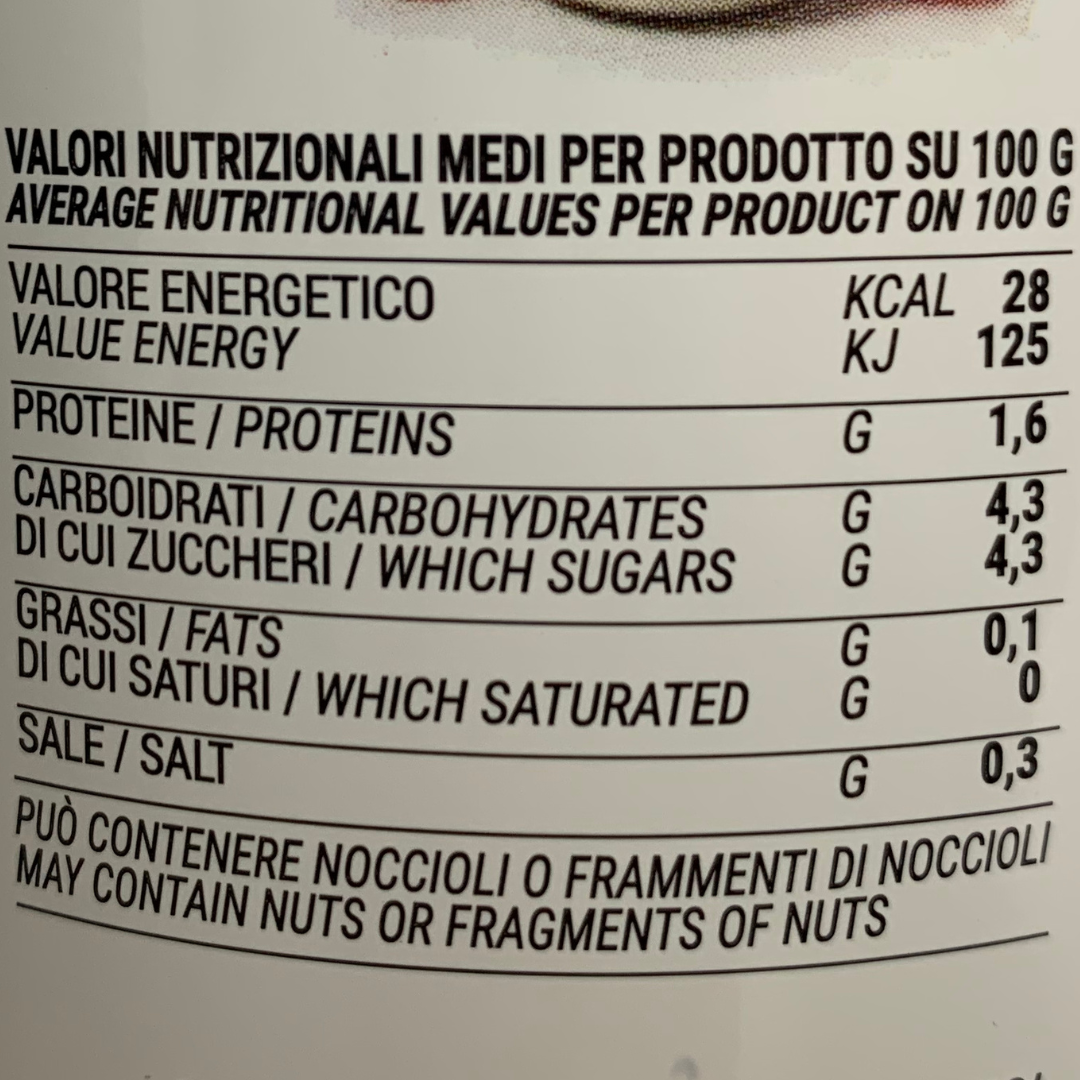 VALORI NUTRIZIONALI MEDI PER PRODOTTO SU 100 G
AVERAGE NUTRITIONAL VALUES PER PRODUCT ON 100 G
VALORE ENERGETICO KCAL 28
VALUE ENERGY KJ 125
PROTEINE / PROTEINS G 1,6
CARBOIDRATI / CARBOHYDRATES G 4,3
DI CUI ZUCCHERI / WHICH SUGARS G 4,3
GRASSI / FATS G 0,1
DI CUI SATURI / WHICH SATURATED G 0
SALE / SALT G 0,3
PUÒ CONTENERE NOCCIOLI O FRAMMENTI DI NOCCIOLI
MAY CONTAIN NUTS OR FRAGMENTS OF NUTS